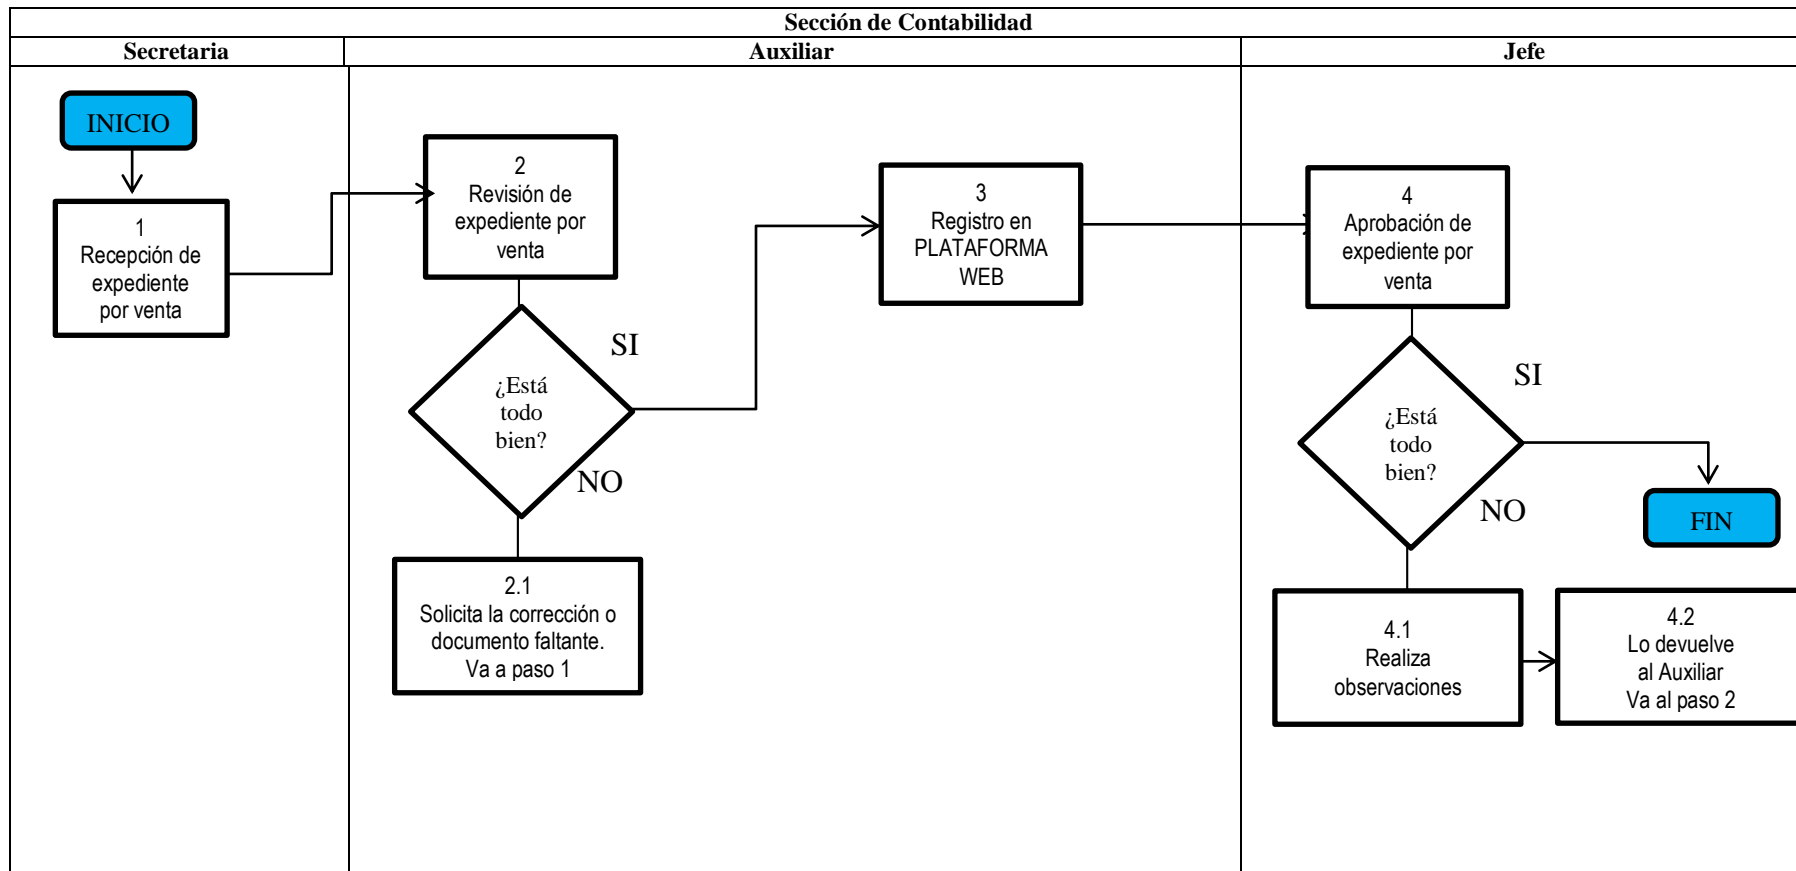 Sección de Contabilidad
Secretaria
Auxiliar
Jefe
INICIO
1
Recepción de
expediente
por venta
2
Revisión de
expediente por
venta
¿Está
todo
bien?
SI
NO
2.1
Solicita la corrección o
documento faltante.
Va a paso 1
3
Registro en
PLATAFORMA
WEB
4
Aprobación de
expediente por
venta
¿Está
todo
bien?
SI
NO
FIN
4.1
Realiza
observaciones
4.2
Lo devuelve
al Auxiliar
Va al paso 2